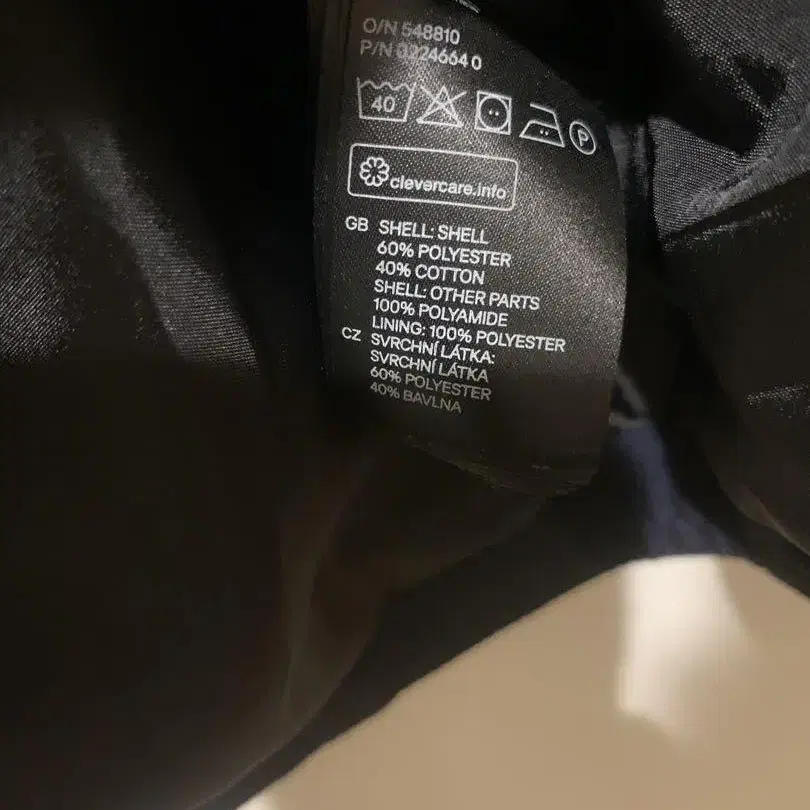 O/N 548810
P/N 0224664 0
40 P
clevercare.info
GB SHELL: SHELL
60% POLYESTER
40% COTTON
SHELL: OTHER PARTS
100% POLYAMIDE
LINING: 100% POLYESTER
CZ SVRCHNÍ LÁTKA:
SVRCHNÍ LÁTKA
60% POLYESTER
40% BAVLNA